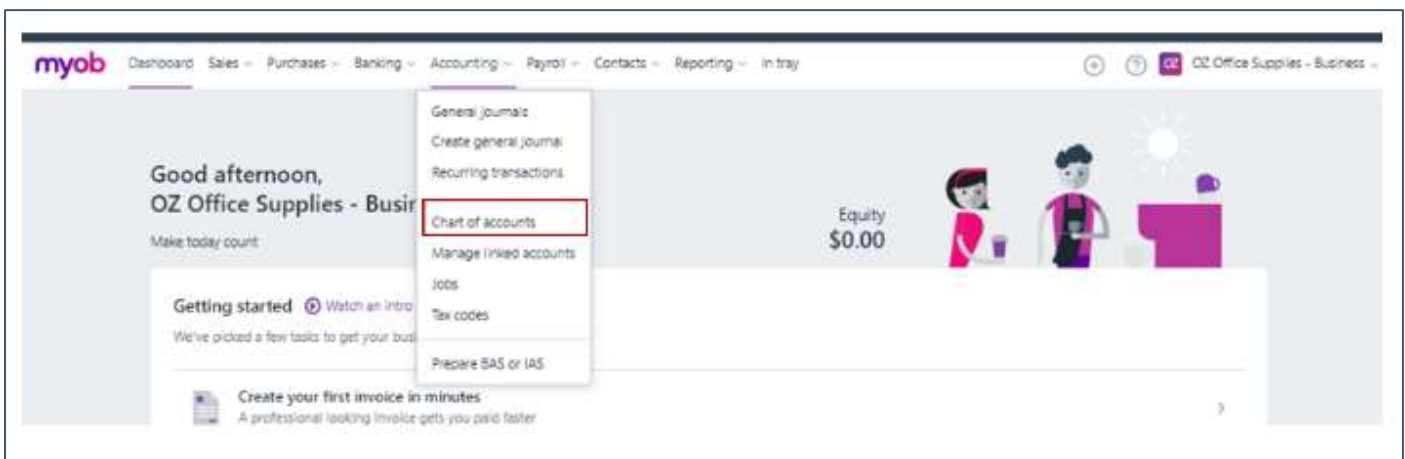 myob Dashboard Sales Purchases Banking Accounting Payroll Contacts Reporting In tray OZ OZ Office Supplies - Business
General journals
Create general journal
Recurring transactions
Chart of accounts
Manage linked accounts
Jobs
Tax codes
Prepare BAS or IAS
Good afternoon,
OZ Office Supplies - Busin
Make today count
Equity
$0.00
Getting started Watch an intro
We've picked a few tasks to get your busi
Create your first invoice in minutes
A professional looking invoice gets you paid faster